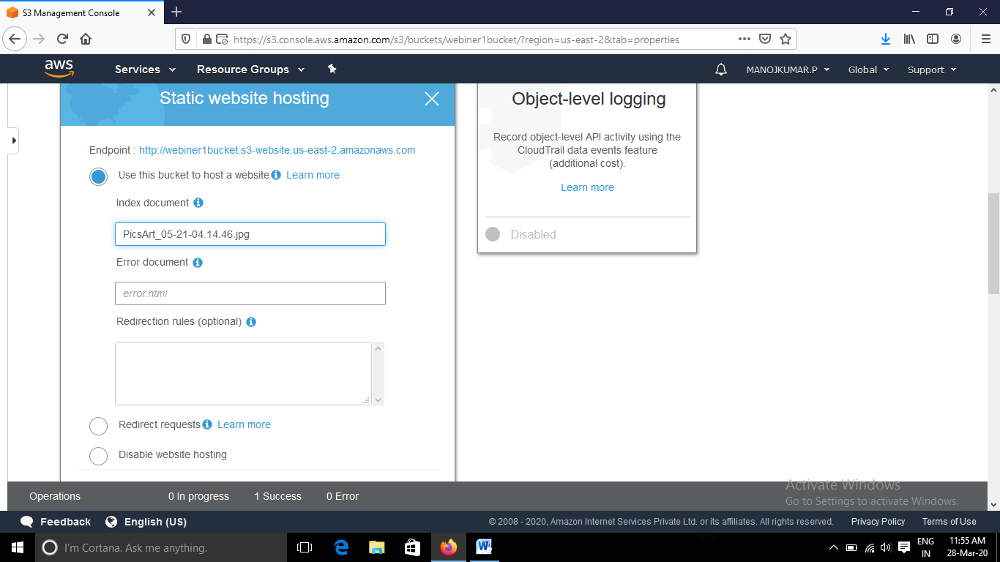 S3 Management Console
https://s3.console.aws.amazon.com/s3/buckets/webiner1bucket/?region=us-east-2&tab=properties
aws
Services
Resource Groups
MANOJKUMAR.P
Global
Support
Static website hosting
Endpoint : http://webiner1bucket.s3-website.us-east-2.amazonaws.com
Use this bucket to host a website Learn more
Index document
PicsArt_05-21-04.14.46.jpg
Error document
error.html
Redirection rules (optional)
Redirect requests Learn more
Disable website hosting
Object-level logging
Record object-level API activity using the
CloudTrail data events feature
(additional cost).
Learn more
Disabled
Activate Windows
Go to Settings to activate Windows.
Operations
0 In progress
1 Success
0 Error
Feedback
English (US)
© 2008 - 2020, Amazon Internet Services Private Ltd. or its affiliates. All rights reserved.
Privacy Policy
Terms of Use
I'm Cortana. Ask me anything.
ENG
IN
11:55 AM
28-Mar-20